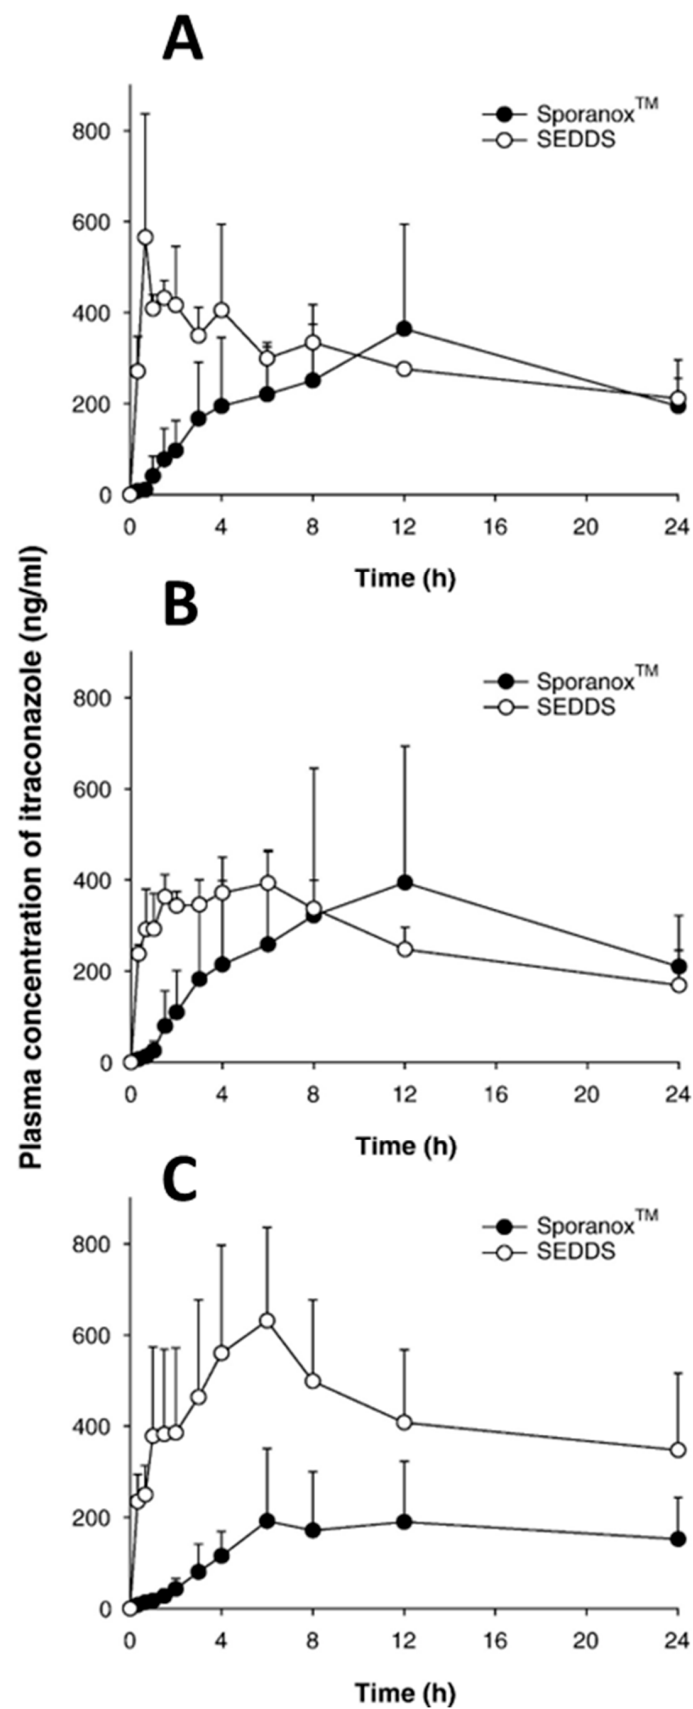 Plasma concentration of itraconazole (ng/ml)
A
Sporanox™
SEDDS
800
600
400
200
0
0 4 8 12 16 20 24
Time (h)
B
Sporanox™
SEDDS
800
600
400
200
0
0 4 8 12 16 20 24
Time (h)
C
Sporanox™
SEDDS
800
600
400
200
0
0 4 8 12 16 20 24
Time (h)